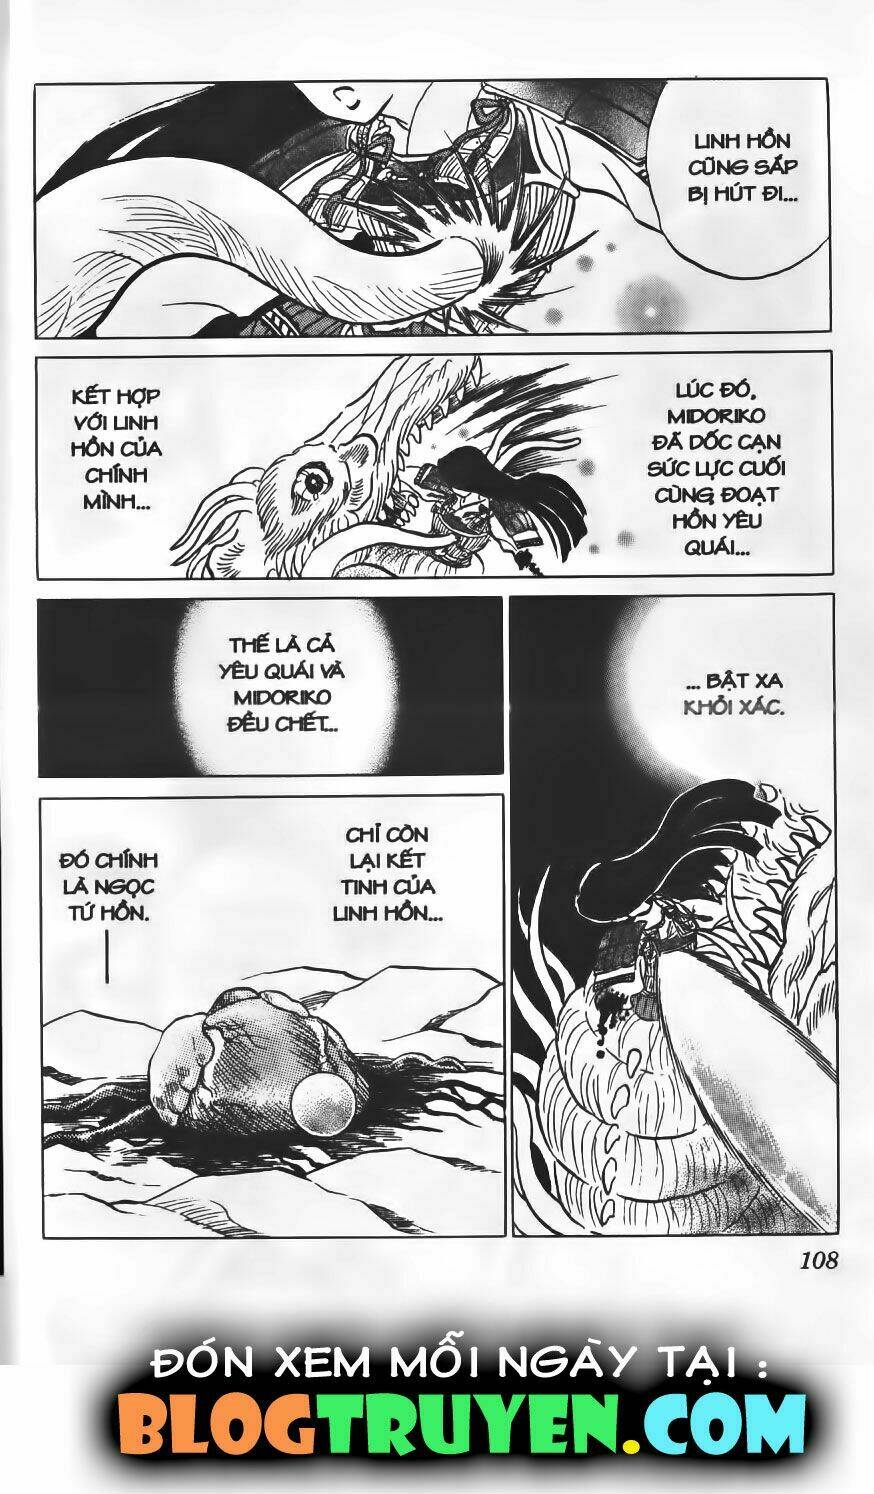 LINH HỒN
CŨNG SẮP
BỊ HÚT ĐI...
LÚC ĐÓ,
MIDORIKO
ĐÃ DỐC CẠN
SỨC LỰC CUỐI
CÙNG, ĐOẠT
HỒN YÊU
QUÁI...
KẾT HỢP
VỚI LINH
HỒN CỦA
CHÍNH
MÌNH...
... BẬT XA
KHỎI XÁC.
THẾ LÀ CẢ
YÊU QUÁI VÀ
MIDORIKO
ĐỀU CHẾT...
CHỈ CÒN
LẠI KẾT
TINH CỦA
LINH HỒN...
ĐÓ CHÍNH
LÀ NGỌC
TỨ HỒN.
108
ĐÓN XEM MỖI NGÀY TẠI :
BLOGTRUYEN.COM